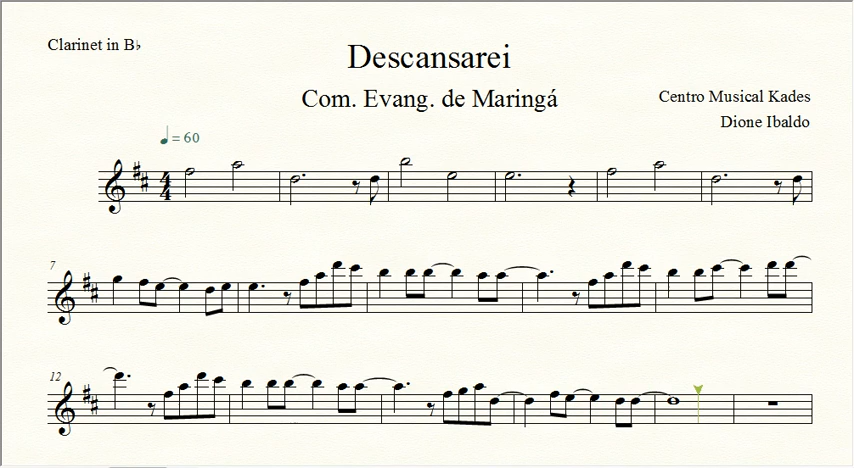 Clarinet in B♭
Descansarei
Com. Evang. de Maringá
Centro Musical Kades
Dione Ibaldo
♩ = 60
4
4
7
12